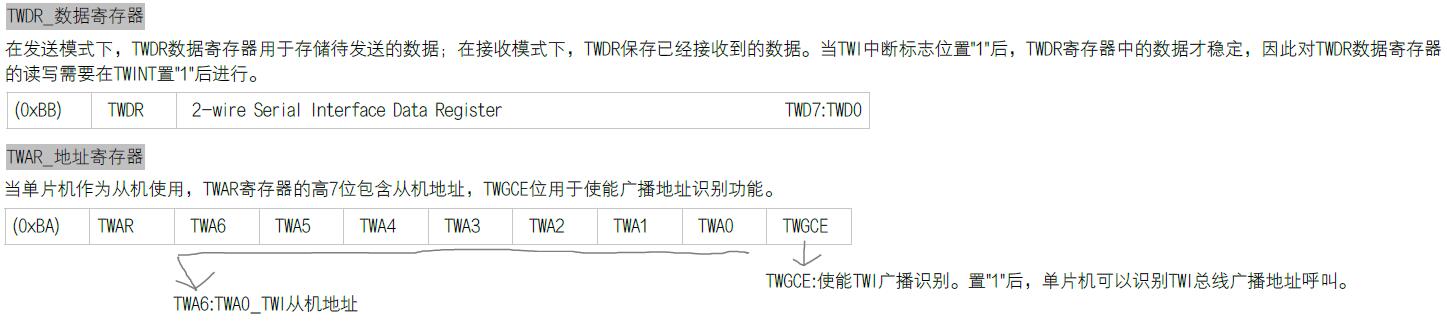 TWDR_数据寄存器
在发送模式下，TWDR数据寄存器用于存储待发送的数据；在接收模式下，TWDR保存已经接收到的数据。当TWI中断标志位置"1"后，TWDR寄存器中的数据才稳定，因此对TWDR数据寄存器
的读写需要在TWINT置"1"后进行。
(0xBB) TWDR 2-wire Serial Interface Data Register TWD7:TWD0
TWAR_地址寄存器
当单片机作为从机使用，TWAR寄存器的高7位包含从机地址，TWGCE位用于使能广播地址识别功能。
(0xBA) TWAR TWA6 TWA5 TWA4 TWA3 TWA2 TWA1 TWA0 TWGCE
TWGCE:使能TWI广播识别。置"1"后，单片机可以识别TWI总线广播地址呼叫。
TWA6:TWA0_TWI从机地址